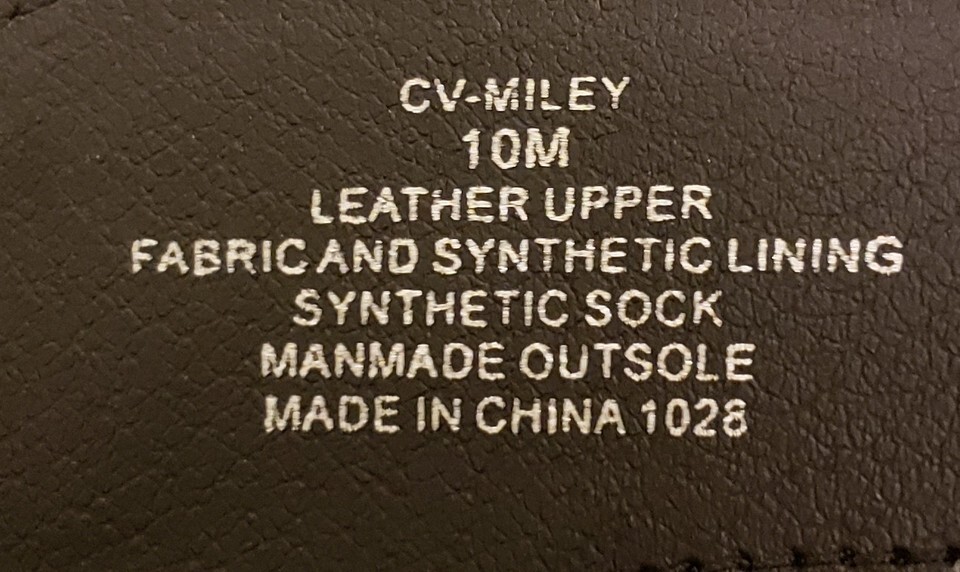 CV-MILEY
10M
LEATHER UPPER
FABRIC AND SYNTHETIC LINING
SYNTHETIC SOCK
MANMADE OUTSOLE
MADE IN CHINA 1028